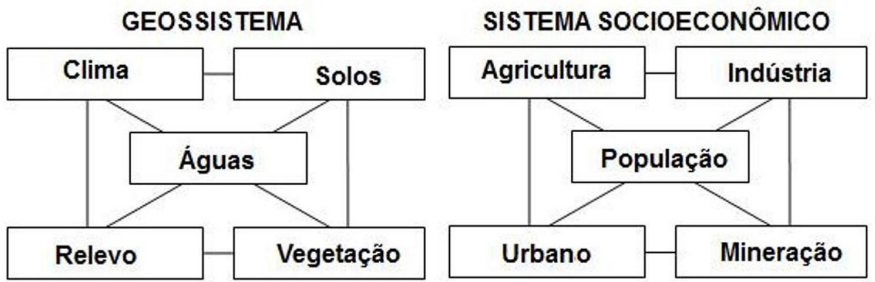 GEOSSISTEMA
Clima
Solos
Águas
Relevo
Vegetação
SISTEMA SOCIOECONÔMICO
Agricultura
Indústria
População
Urbano
Mineração